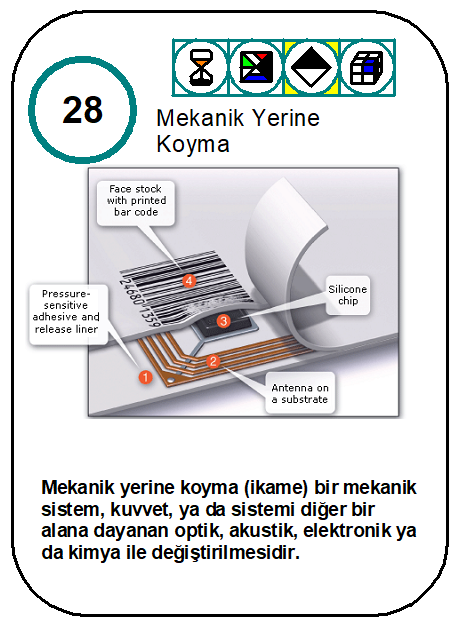 28
Mekanik Yerine
Koyma
Face stock
with printed
bar code
4
246801359
Pressure-
sensitive
adhesive and
release liner
Silicone
chip
3
1
2
Antenna on
a substrate
Mekanik yerine koyma (ikame) bir mekanik
sistem, kuvvet, ya da sistemi diğer bir
alana dayanan optik, akustik, elektronik ya
da kimya ile değiştirilmesidir.